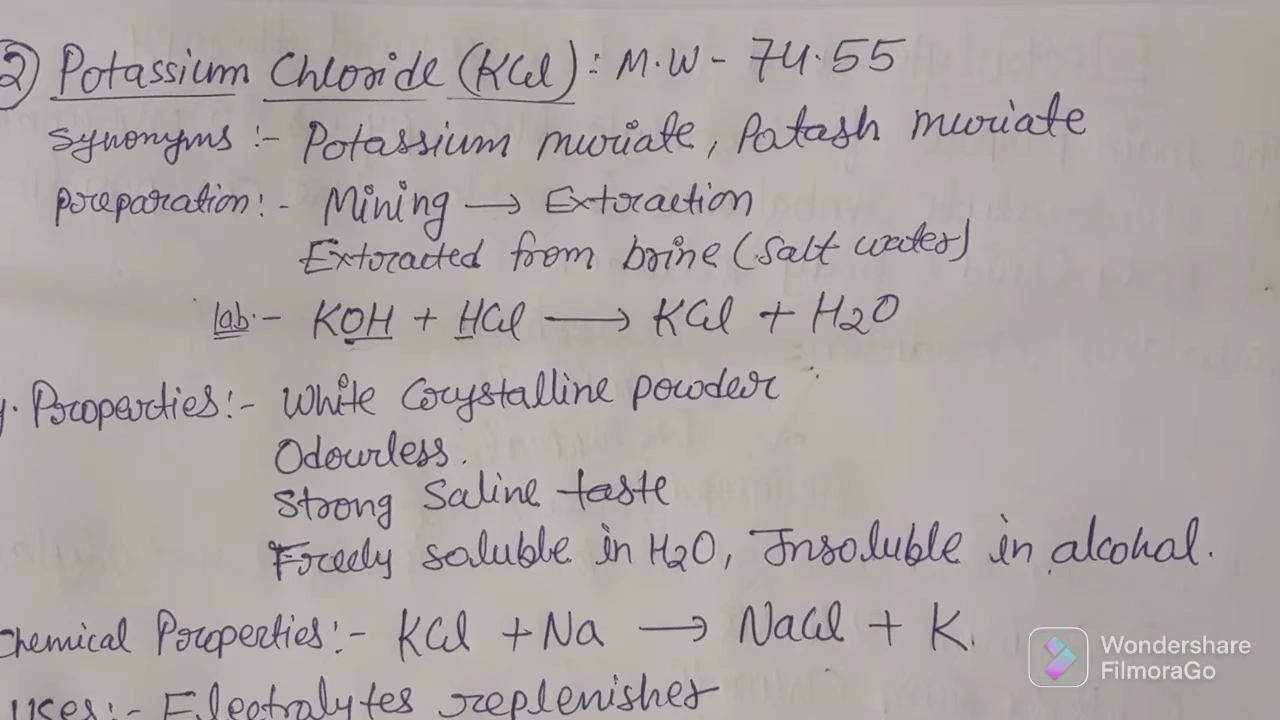 2) Potassium Chloride (KCl): M.W - 74.55
Synonyms :- Potassium muriate, Patash muriate
Preparation:- Mining → Extraction
Extracted from brine (Salt water)
lab:- KOH + HCl → KCl + H2O
y. Properties:- White Crystalline powder
Odourless.
Strong Saline taste
Freely soluble in H2O, Insoluble in alcohal.
Chemical Properties:- KCl + Na → NaCl + K.
Wondershare
FilmoraGo
Uses:- Electralytes replenisher